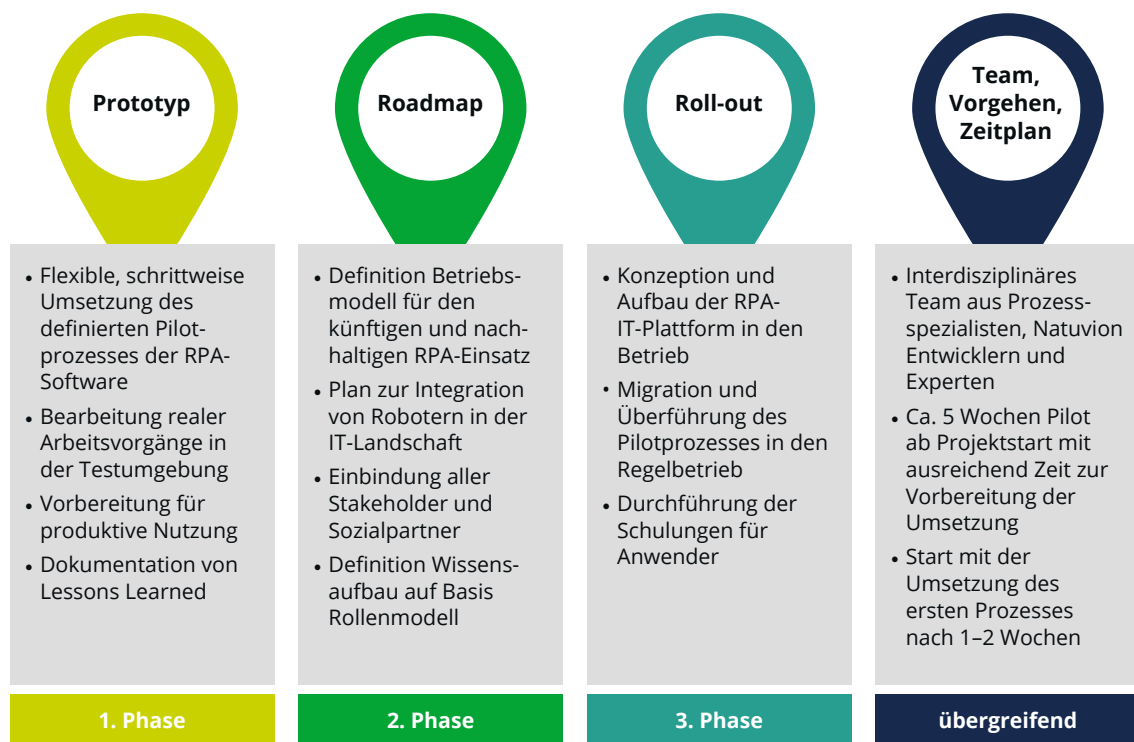 Prototyp
• Flexible, schrittweise
Umsetzung des
definierten Pilot-
prozesses der RPA-
Software
• Bearbeitung realer
Arbeitsvorgänge in
der Testumgebung
• Vorbereitung für
produktive Nutzung
• Dokumentation von
Lessons Learned
1. Phase
Roadmap
• Definition Betriebs-
modell für den
künftigen und nach-
haltigen RPA-Einsatz
• Plan zur Integration
von Robotern in der
IT-Landschaft
• Einbindung aller
Stakeholder und
Sozialpartner
• Definition Wissens-
aufbau auf Basis
Rollenmodell
2. Phase
Roll-out
• Konzeption und
Aufbau der RPA-
IT-Plattform in den
Betrieb
• Migration und
Überführung des
Pilotprozesses in den
Regelbetrieb
• Durchführung der
Schulungen für
Anwender
3. Phase
Team,
Vorgehen,
Zeitplan
• Interdisziplinäres
Team aus Prozess-
spezialisten, Natuvion
Entwicklern und
Experten
• Ca. 5 Wochen Pilot
ab Projektstart mit
ausreichend Zeit zur
Vorbereitung der
Umsetzung
• Start mit der
Umsetzung des
ersten Prozesses
nach 1–2 Wochen
übergreifend